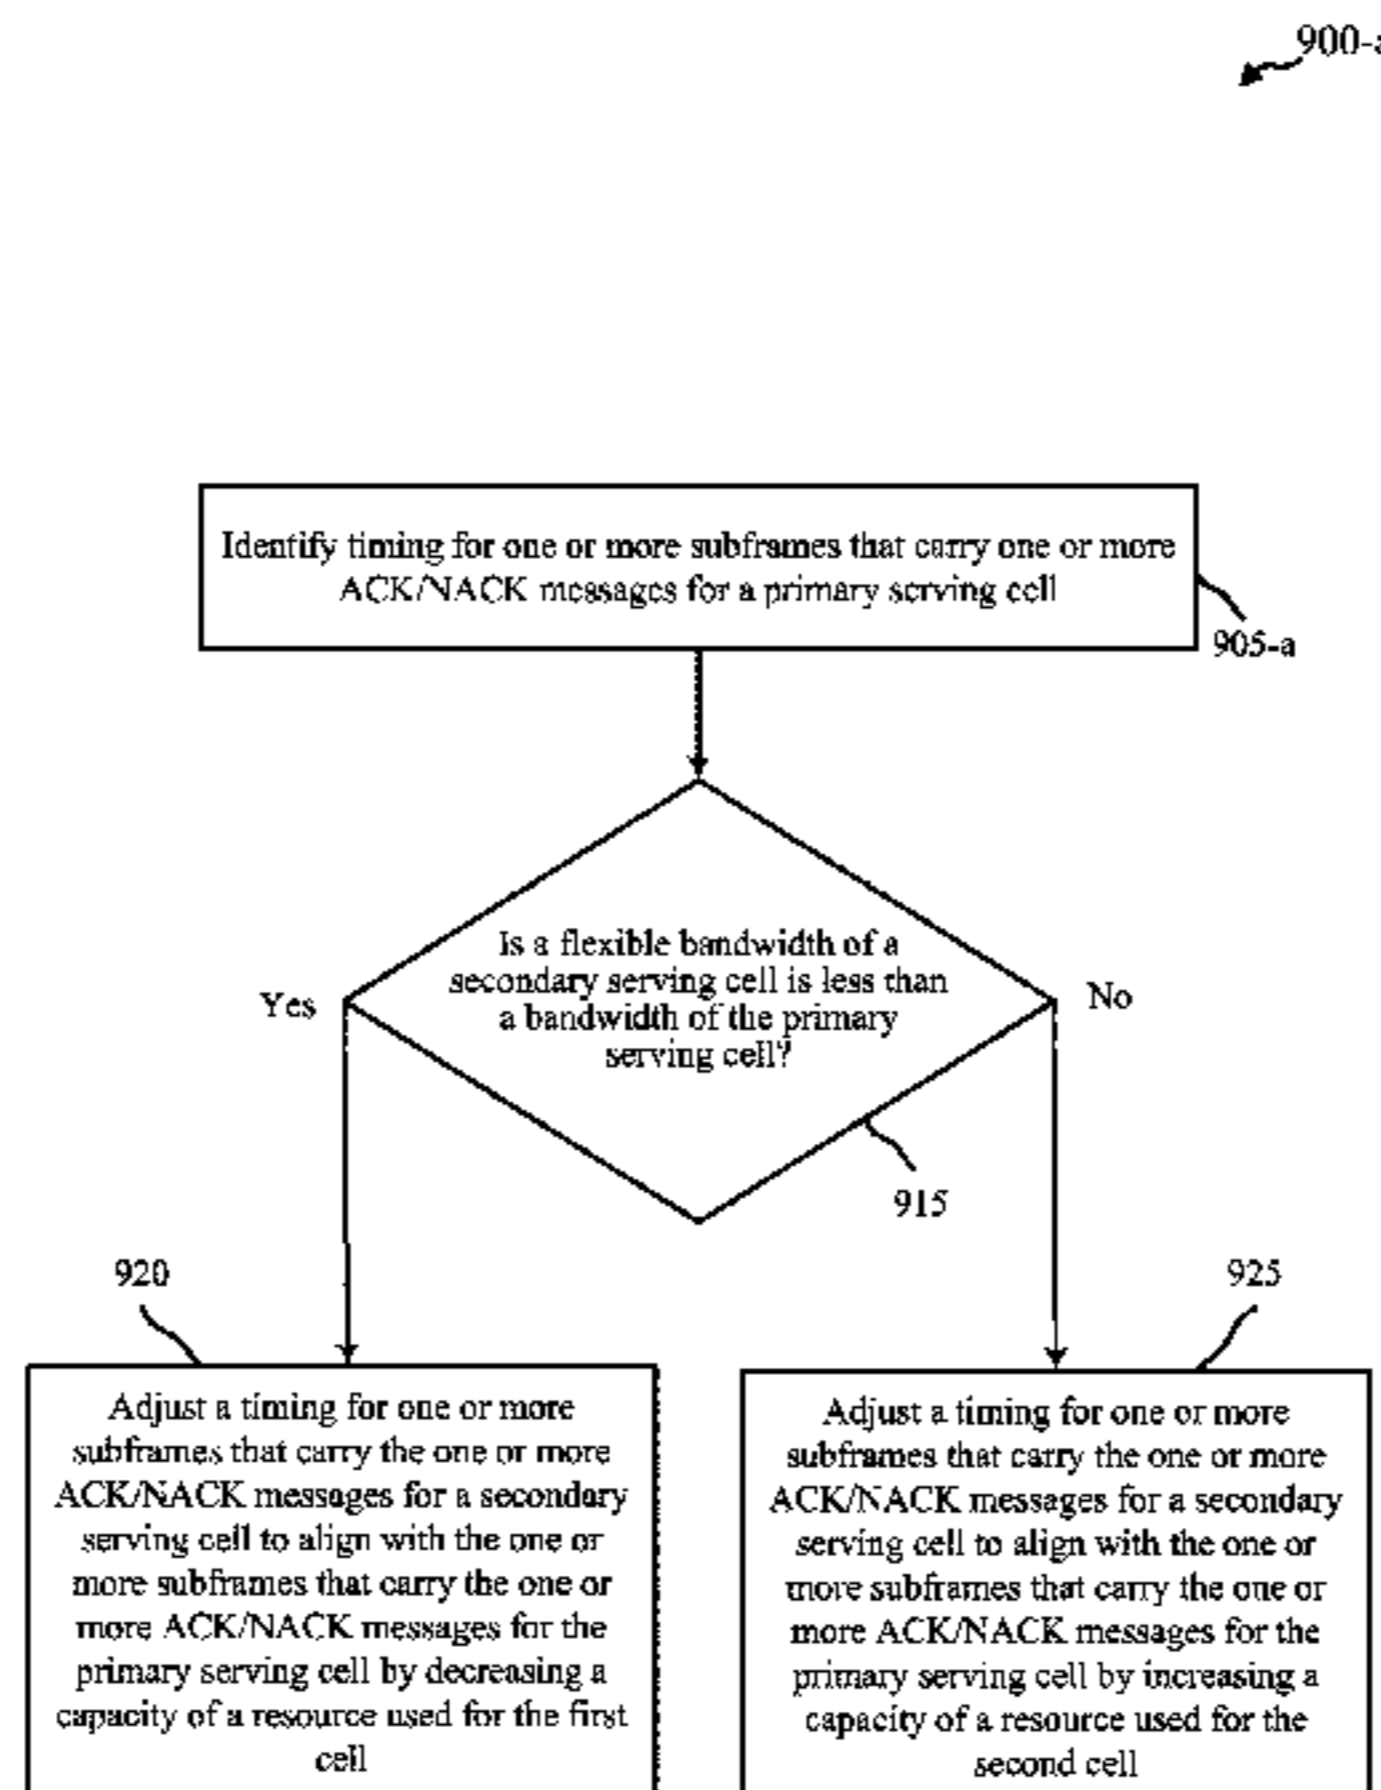 900-a
Identify timing for one or more subframes that carry one or more
ACK/NACK messages for a primary serving cell
905-a
Is a flexible bandwidth of a
secondary serving cell is less than
a bandwidth of the primary
serving cell?
Yes
No
915
920
925
Adjust a timing for one or more
subframes that carry the one or more
ACK/NACK messages for a secondary
serving cell to align with the one or
more subframes that carry the one or
more ACK/NACK messages for the
primary serving cell by decreasing a
capacity of a resource used for the first
cell
Adjust a timing for one or more
subframes that carry the one or more
ACK/NACK messages for a secondary
serving cell to align with the one or
more subframes that carry the one or
more ACK/NACK messages for the
primary serving cell by increasing a
capacity of a resource used for the
second cell